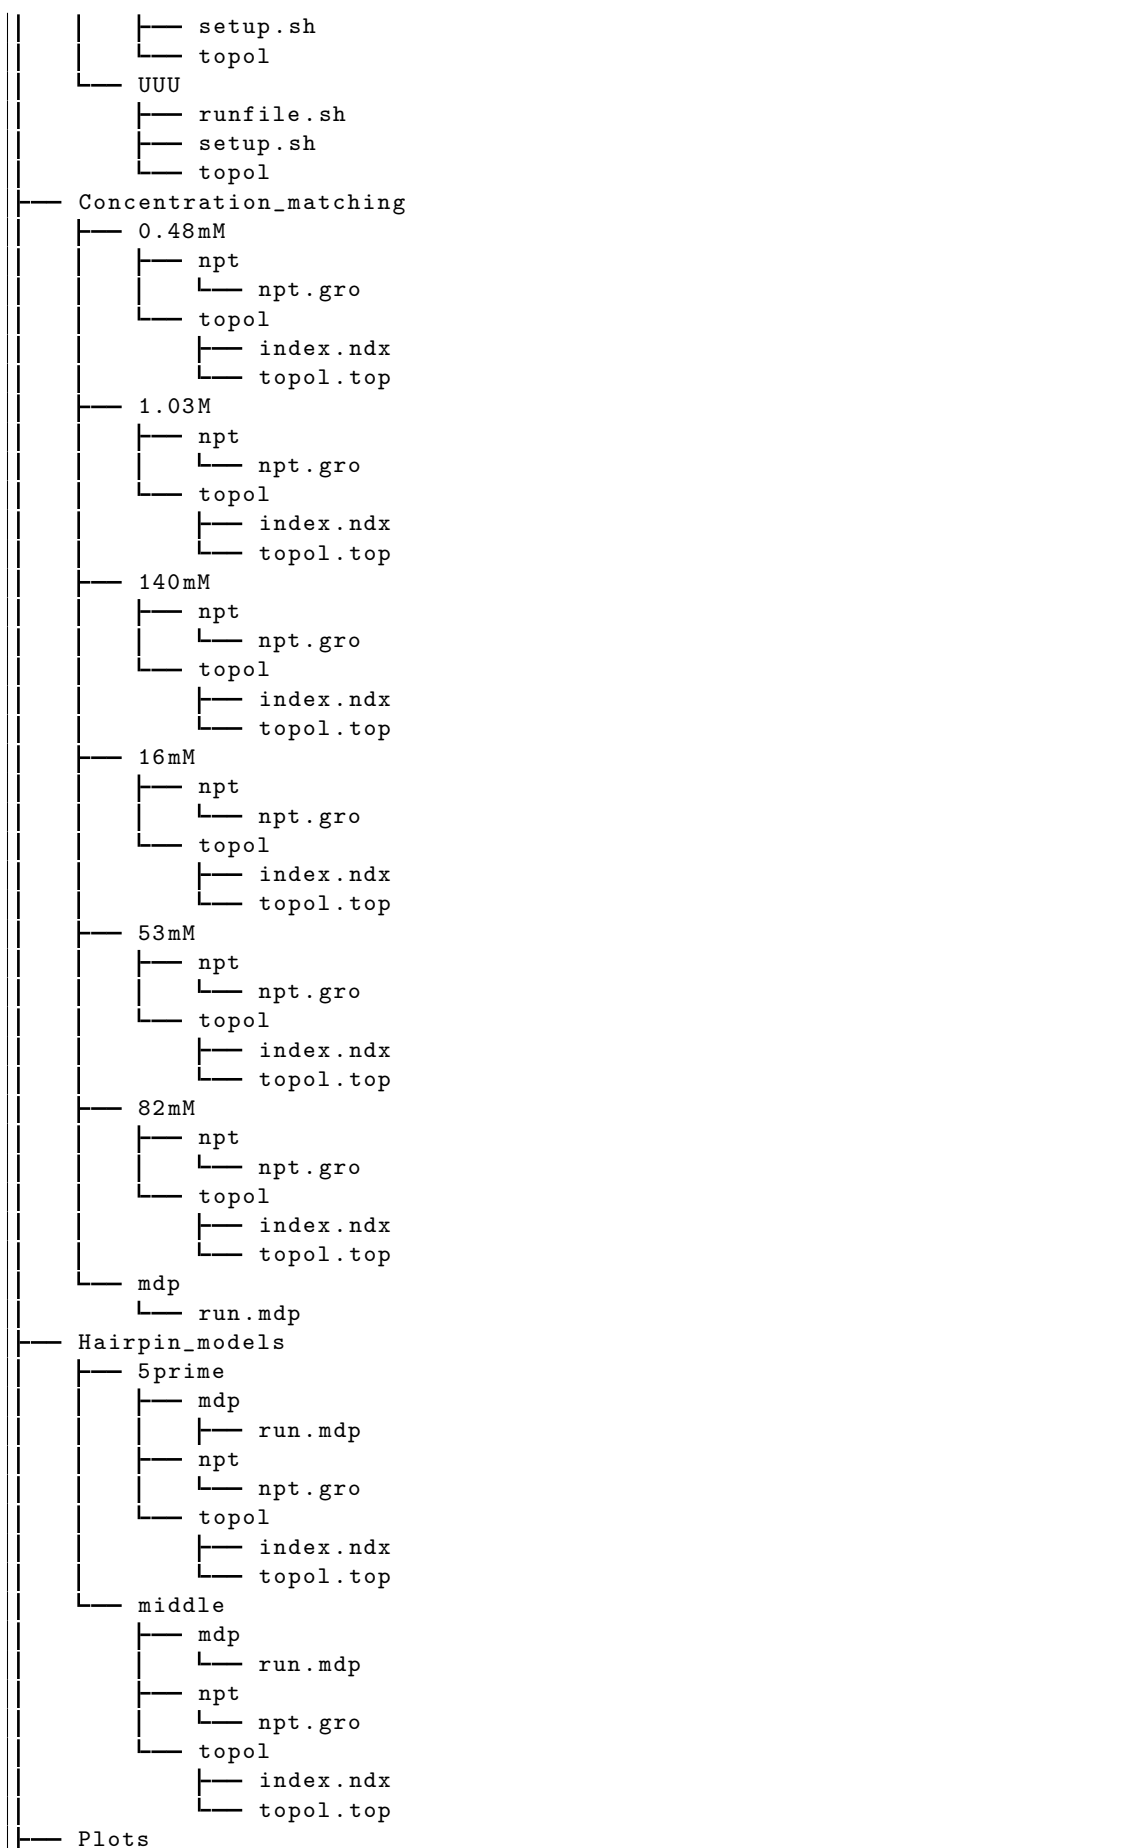 │   │   ├── setup.sh
│   │   └── topol
│   └── UUU
│       ├── runfile.sh
│       ├── setup.sh
│       └── topol
├── Concentration_matching
│   ├── 0.48mM
│   │   ├── npt
│   │   │   └── npt.gro
│   │   └── topol
│   │       ├── index.ndx
│   │       └── topol.top
│   ├── 1.03M
│   │   ├── npt
│   │   │   └── npt.gro
│   │   └── topol
│   │       ├── index.ndx
│   │       └── topol.top
│   ├── 140mM
│   │   ├── npt
│   │   │   └── npt.gro
│   │   └── topol
│   │       ├── index.ndx
│   │       └── topol.top
│   ├── 16mM
│   │   ├── npt
│   │   │   └── npt.gro
│   │   └── topol
│   │       ├── index.ndx
│   │       └── topol.top
│   ├── 53mM
│   │   ├── npt
│   │   │   └── npt.gro
│   │   └── topol
│   │       ├── index.ndx
│   │       └── topol.top
│   ├── 82mM
│   │   ├── npt
│   │   │   └── npt.gro
│   │   └── topol
│   │       ├── index.ndx
│   │       └── topol.top
│   └── mdp
│       └── run.mdp
├── Hairpin_models
│   ├── 5prime
│   │   ├── mdp
│   │   │   ├── run.mdp
│   │   ├── npt
│   │   │   └── npt.gro
│   │   └── topol
│   │       ├── index.ndx
│   │       └── topol.top
│   └── middle
│       ├── mdp
│       │   └── run.mdp
│       ├── npt
│       │   └── npt.gro
│       └── topol
│           ├── index.ndx
│           └── topol.top
├── Plots